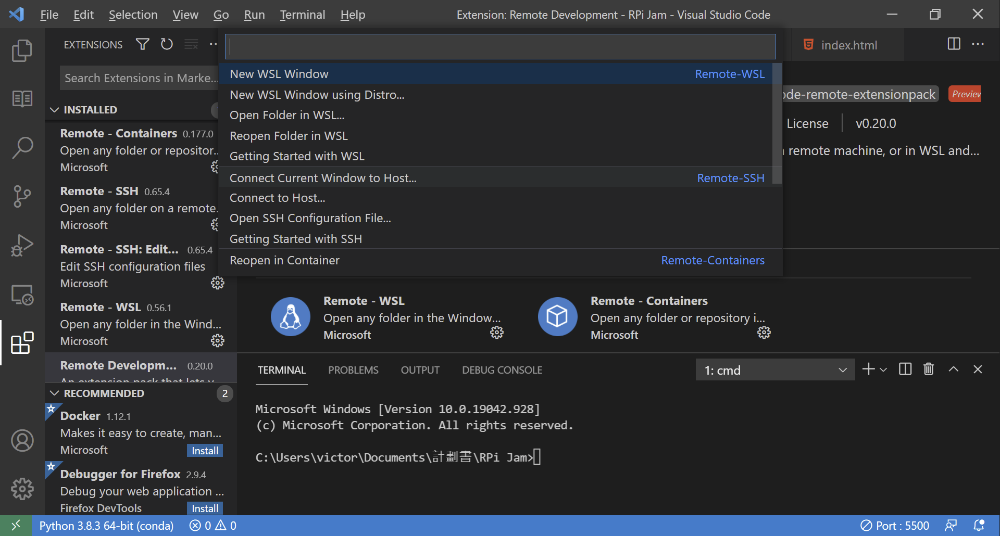 File Edit Selection View Go Run Terminal Help
Extension: Remote Development - RPi Jam - Visual Studio Code
EXTENSIONS
Search Extensions in Marke...
INSTALLED
Remote - Containers 0.177.0
Open any folder or repositor...
Microsoft
Remote - SSH 0.65.4
Open any folder on a remote...
Microsoft
Remote - SSH: Edit... 0.65.4
Edit SSH configuration files
Microsoft
Remote - WSL 0.56.1
Open any folder in the Wind...
Microsoft
Remote Developm... 0.20.0
An extension pack that lets
RECOMMENDED 2
Docker 1.12.1
Makes it easy to create, man...
Microsoft Install
Debugger for Firefox 2.9.4
Debug your web application ...
Firefox DevTools Install
New WSL Window Remote-WSL
New WSL Window using Distro...
Open Folder in WSL...
Reopen Folder in WSL
Getting Started with WSL
Connect Current Window to Host... Remote-SSH
Connect to Host...
Open SSH Configuration File...
Getting Started with SSH
Reopen in Container Remote-Containers
index.html
ode-remote-extensionpack Preview
License v0.20.0
remote machine, or in WSL and...
Remote - WSL
Open any folder in the Window...
Microsoft
Remote - Containers
Open any folder or repository i...
Microsoft
TERMINAL PROBLEMS OUTPUT DEBUG CONSOLE
1: cmd
Microsoft Windows [Version 10.0.19042.928]
(c) Microsoft Corporation. All rights reserved.
C:\Users\victor\Documents\計劃書\RPi Jam>
Python 3.8.3 64-bit (conda) 0 0
Port : 5500